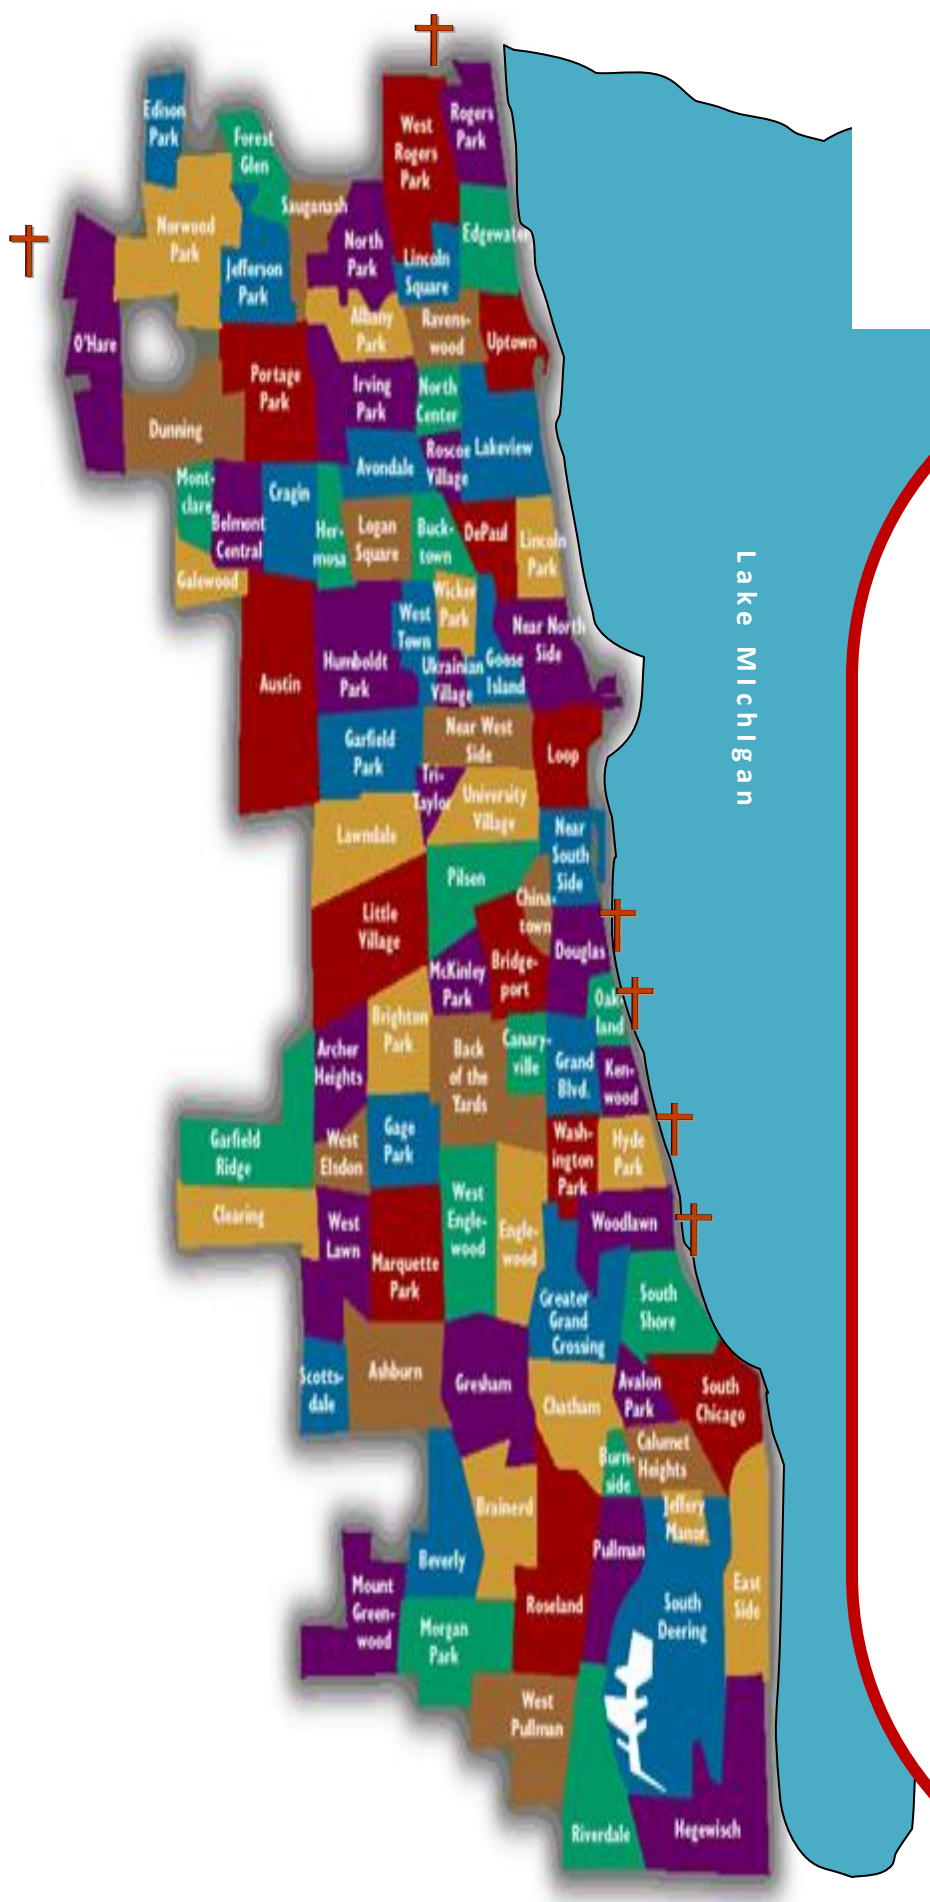 Edison
Park
Forest
Glen
West
Rogers
Park
Rogers
Park
Norwood
Park
Sauganash
North
Park
Edgewater
Jefferson
Park
Lincoln
Square
O'Hare
Albany
Park
Ravens-
wood
Uptown
Portage
Park
Irving
Park
North
Center
Dunning
Avondale
Roscoe
Village
Lakeview
Mont-
clare
Belmont
Central
Cragin
Her-
mosa
Logan
Square
Buck-
town
DePaul
Lincoln
Park
Galewood
Wicker
Park
West
Town
Near North
Side
Austin
Humboldt
Park
Ukrainian
Village
Goose
Island
Lake MIchIgan
Garfield
Park
Near West
Side
Loop
Tri-
Taylor
University
Village
Lawndale
Near
South
Side
Pilsen
China-
town
Little
Village
McKinley
Park
Bridge-
port
Douglas
Oak-
land
Brighton
Park
Archer
Heights
Back
of the
Yards
Canary-
ville
Grand
Blvd.
Ken-
wood
Garfield
Ridge
West
Elsdon
Gage
Park
Wash-
ington
Park
Hyde
Park
Clearing
West
Lawn
West
Engle-
wood
Engle-
wood
Woodlawn
Marquette
Park
Greater
Grand
Crossing
South
Shore
Scotts-
dale
Ashburn
Gresham
Chatham
Avalon
Park
South
Chicago
Burn-
side
Calumet
Heights
Brainerd
Jeffery
Manor
Beverly
Pullman
Mount
Green-
wood
Morgan
Park
Roseland
South
Deering
East
Side
West
Pullman
Riverdale
Hegewisch